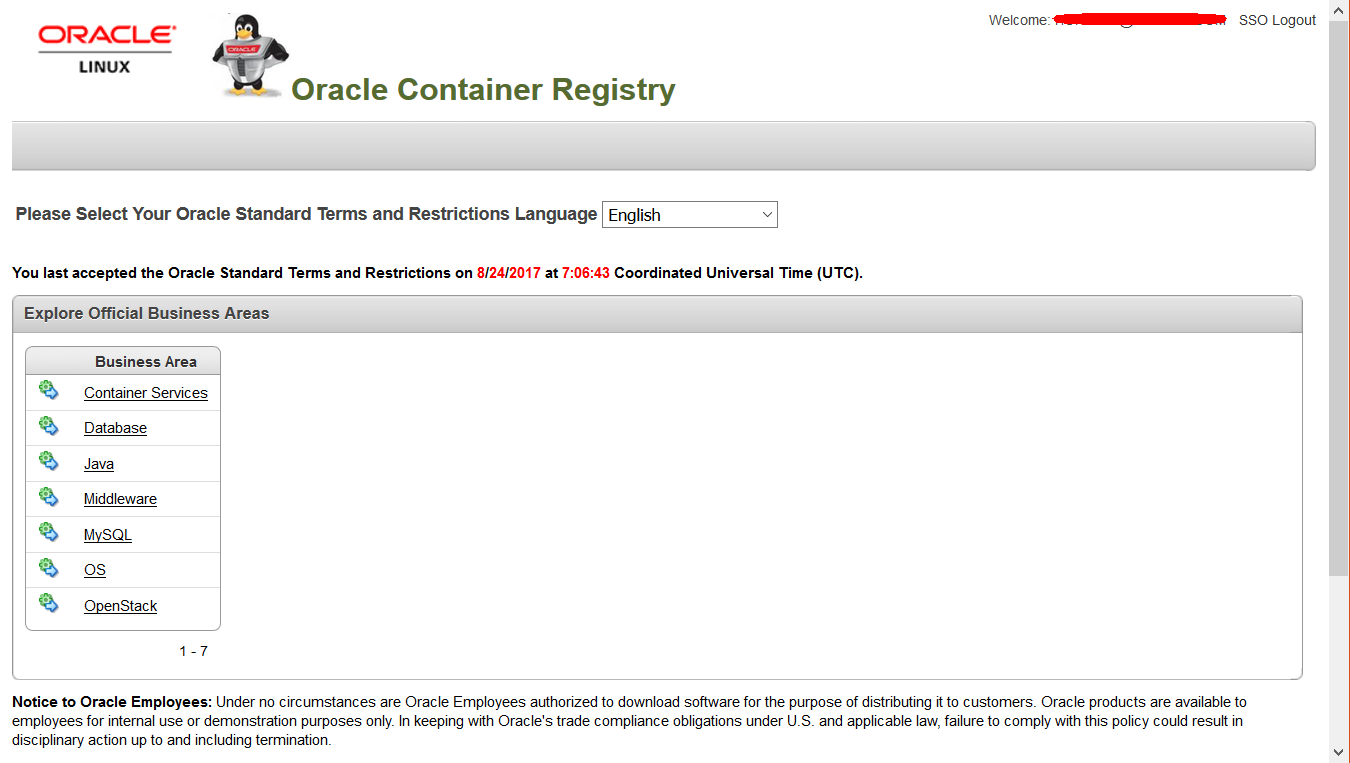 ORACLE
LINUX
ORACLE
Oracle Container Registry
Welcome: SSO Logout
Please Select Your Oracle Standard Terms and Restrictions Language English
You last accepted the Oracle Standard Terms and Restrictions on 8/24/2017 at 7:06:43 Coordinated Universal Time (UTC).
Explore Official Business Areas
Business Area
Container Services
Database
Java
Middleware
MySQL
OS
OpenStack
1 - 7
Notice to Oracle Employees: Under no circumstances are Oracle Employees authorized to download software for the purpose of distributing it to customers. Oracle products are available to
employees for internal use or demonstration purposes only. In keeping with Oracle's trade compliance obligations under U.S. and applicable law, failure to comply with this policy could result in
disciplinary action up to and including termination.